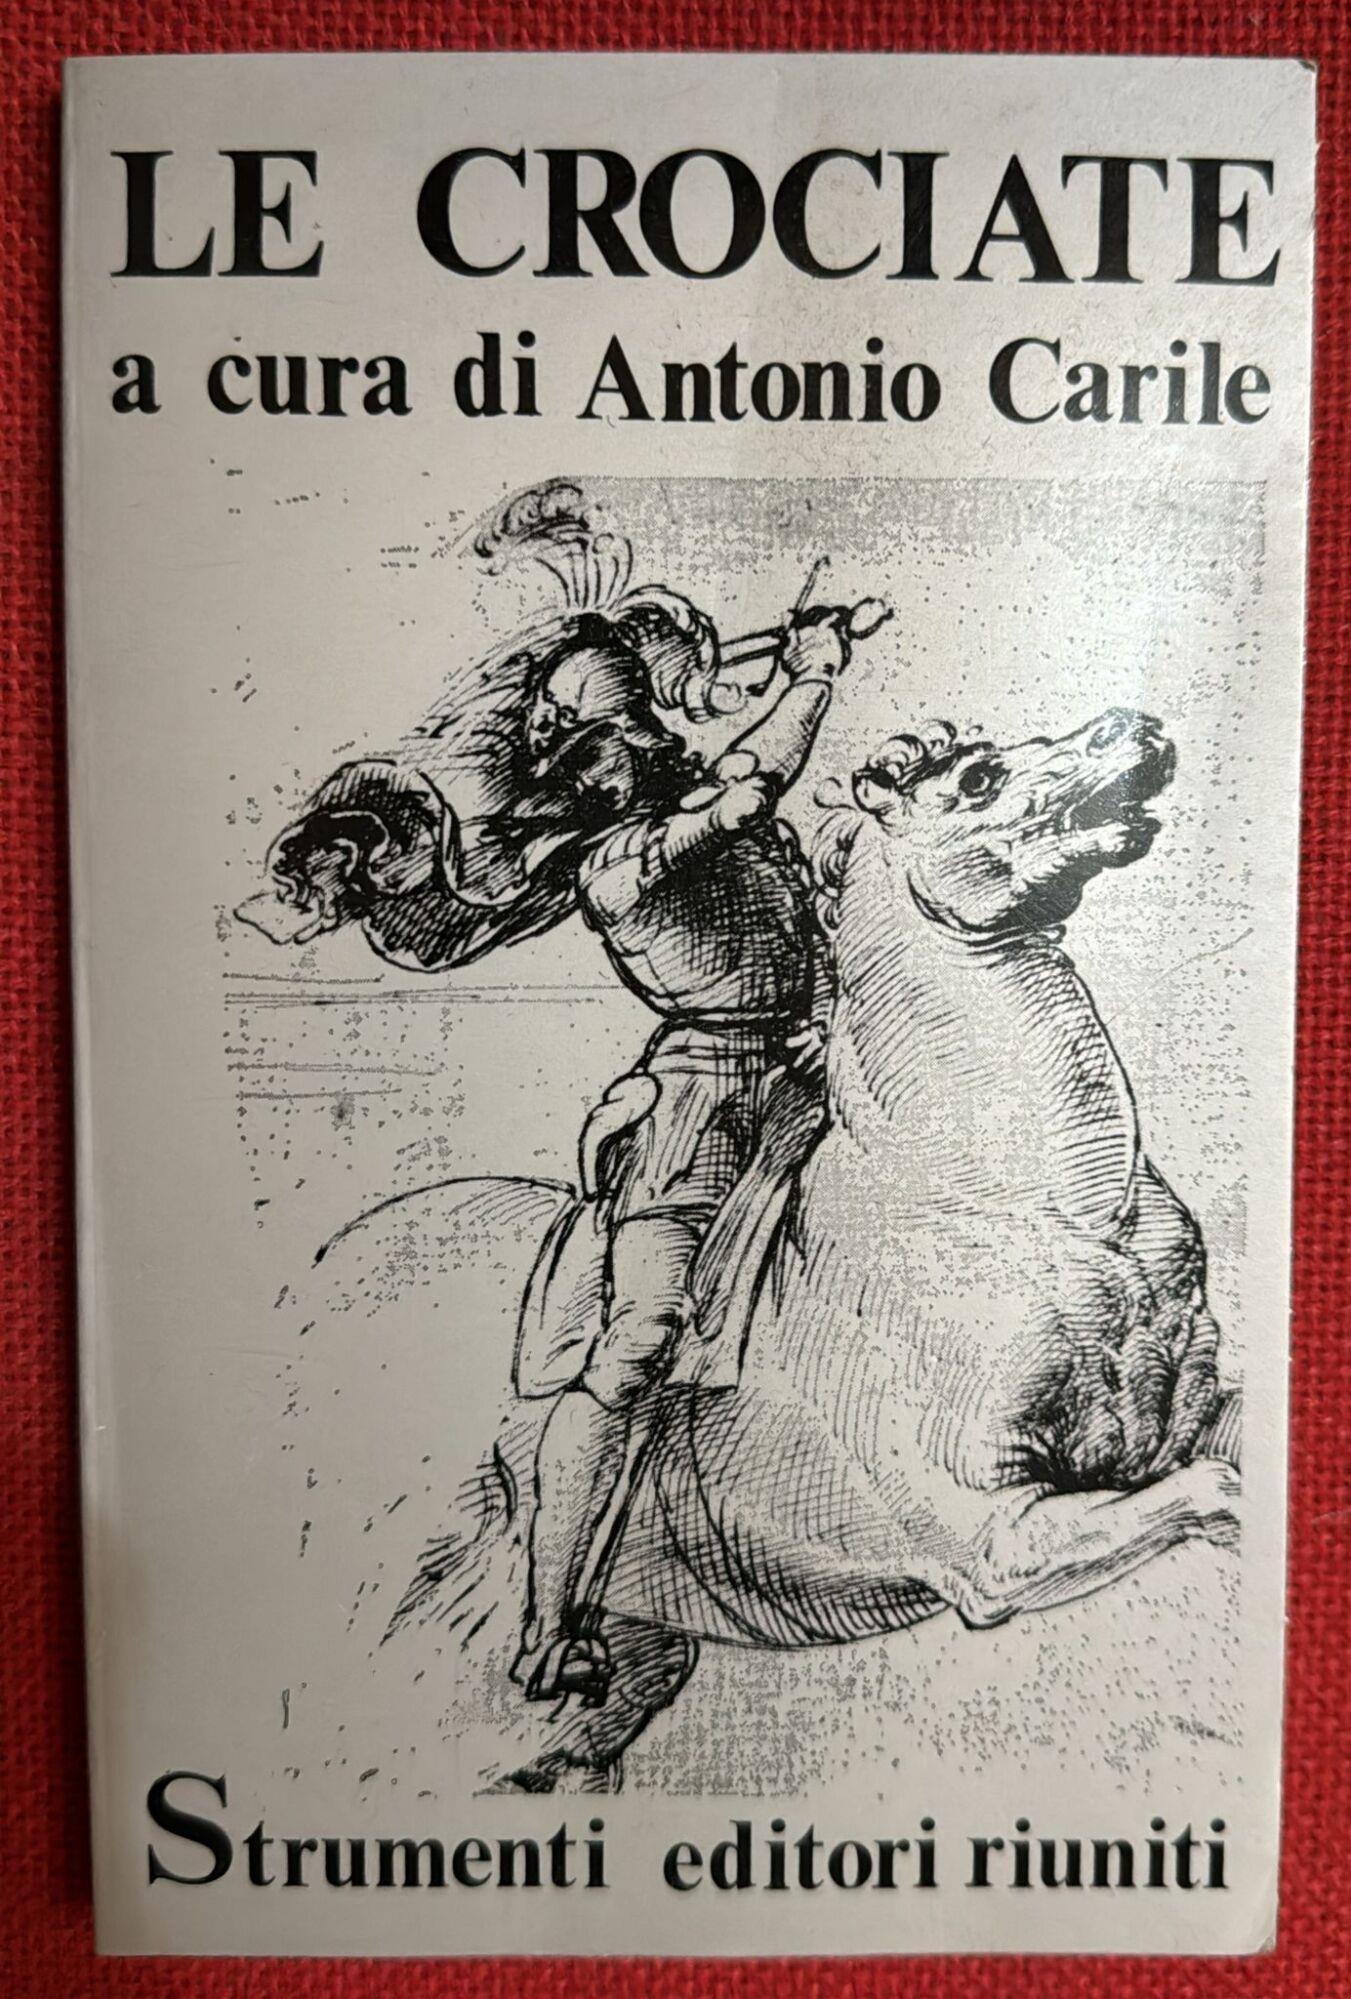 LE CROCIATE
a cura di Antonio Carile
Strumenti editori riuniti